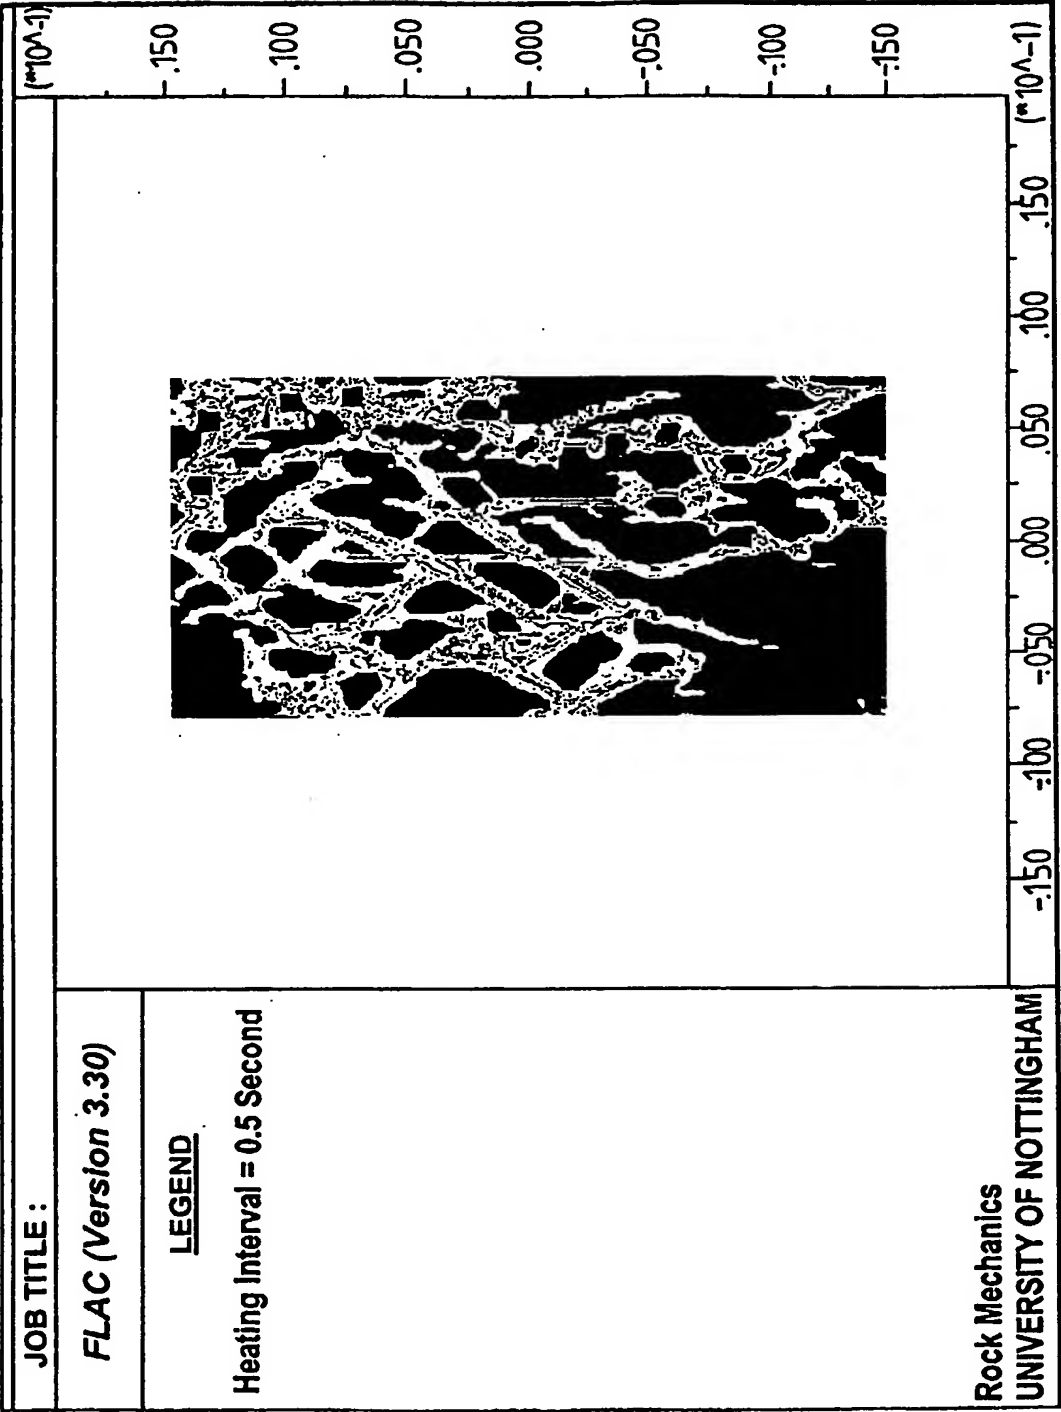 JOB TITLE :
FLAC (Version 3.30)
LEGEND
Heating Interval = 0.5 Second
Rock Mechanics
UNIVERSITY OF NOTTINGHAM
(*10^-1)
.150
.100
.050
.000
-.050
-.100
-.150
-.150
-.100
-.050
.000
.050
.100
.150
(*10^-1)